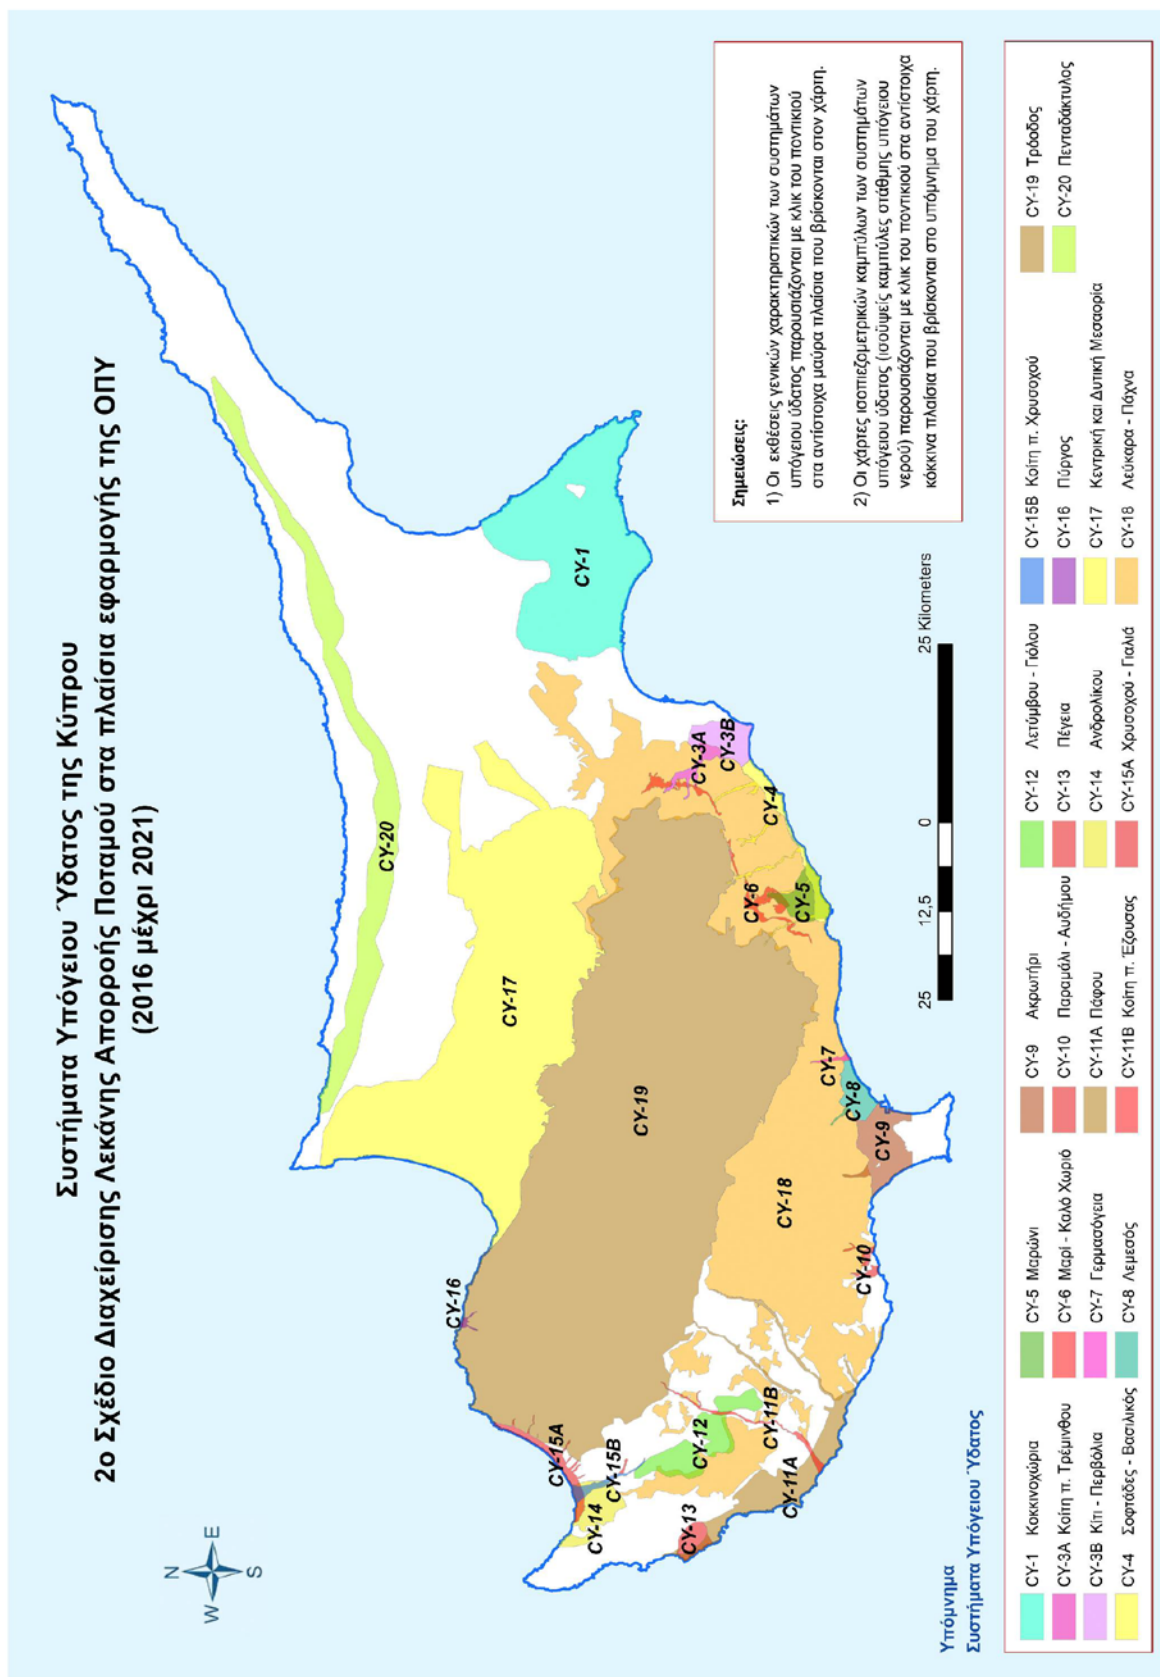 Συστήματα Υπόγειου Ύδατος της Κύπρου
2ο Σχέδιο Διαχείρισης Λεκάνης Απορροής Ποταμού στα πλαίσια εφαρμογής της ΟΠΥ
(2016 μέχρι 2021)
N
W
E
S
CY-20
CY-17
CY-1
CY-16
CY-19
CY-3A
CY-3B
CY-4
CY-6
CY-5
CY-15A
CY-15B
CY-14
CY-12
CY-11B
CY-13
CY-11A
CY-18
CY-7
CY-8
CY-9
CY-10
25
12,5
0
25 Kilometers
Σημειώσεις:
1) Οι εκθέσεις γενικών χαρακτηριστικών των συστημάτων
υπόγειου ύδατος παρουσιάζονται με κλικ του ποντικιού
στα αντίστοιχα μαύρα πλαίσια που βρίσκονται στον χάρτη.
2) Οι χάρτες ισοπιεζομετρικών καμπύλων των συστημάτων
υπόγειου ύδατος (ισοϋψείς καμπύλες στάθμης υπόγειου
νερού) παρουσιάζονται με κλικ του ποντικιού στα αντίστοιχα
κόκκινα πλαίσια που βρίσκονται στο υπόμνημα του χάρτη.
Υπόμνημα
Συστήματα Υπόγειου Ύδατος
CY-1 Κοκκινοχώρια
CY-3A Κοίτη π. Τρέμινθου
CY-3B Κίτι - Περβόλια
CY-4 Σοφτάδες - Βασιλικός
CY-5 Μαρώνι
CY-6 Μαρί - Καλό Χωριό
CY-7 Γερμασόγεια
CY-8 Λεμεσός
CY-9 Ακρωτήρι
CY-10 Παραμάλι - Αυδήμου
CY-11A Πάφου
CY-11B Κοίτη π. Έζουσας
CY-12 Λετύμβου - Γιόλου
CY-13 Πέγεια
CY-14 Ανδρολίκου
CY-15A Χρυσοχού - Γιαλιά
CY-15B Κοίτη π. Χρυσοχού
CY-16 Πύργος
CY-17 Κεντρική και Δυτική Μεσαορία
CY-18 Λεύκαρα - Πάχνα
CY-19 Τρόοδος
CY-20 Πενταδάκτυλος